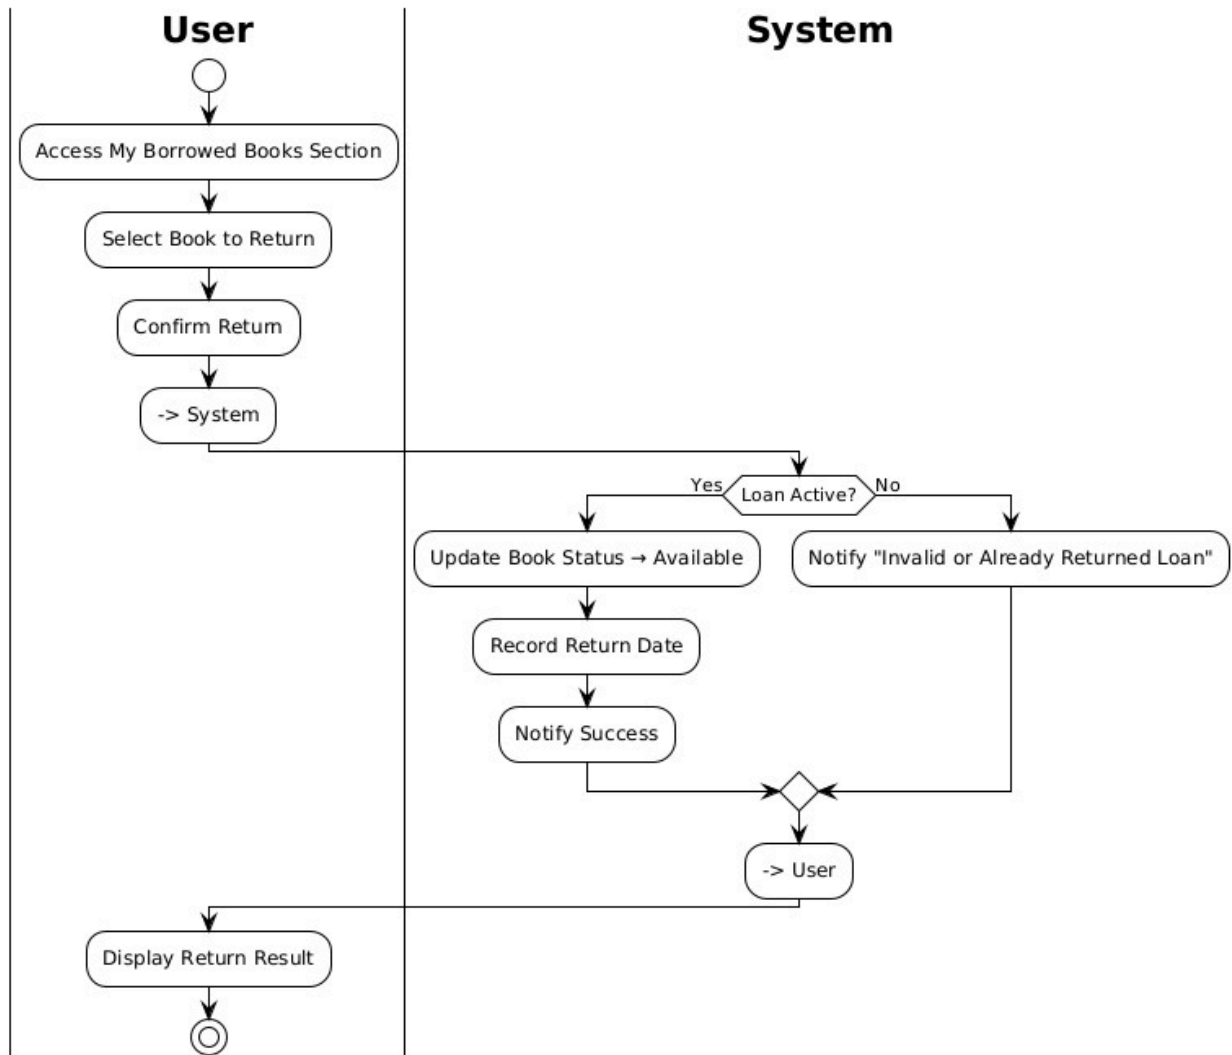 User
System
Access My Borrowed Books Section
Select Book to Return
Confirm Return
-> System
Yes
Loan Active?
No
Update Book Status → Available
Notify "Invalid or Already Returned Loan"
Record Return Date
Notify Success
-> User
Display Return Result